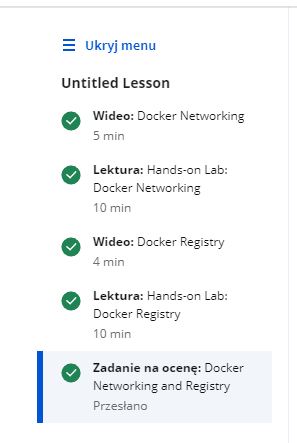 Ukryj menu
Untitled Lesson
Wideo: Docker Networking
5 min
Lektura: Hands-on Lab:
Docker Networking
10 min
Wideo: Docker Registry
4 min
Lektura: Hands-on Lab:
Docker Registry
10 min
Zadanie na ocenę: Docker
Networking and Registry
Przesłano